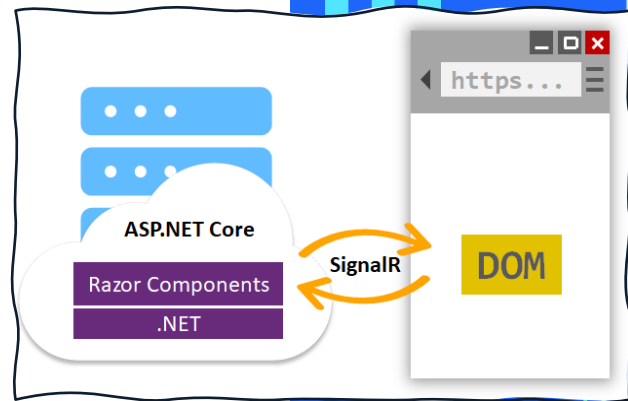 https...
ASP.NET Core
SignalR
Razor Components
DOM
.NET